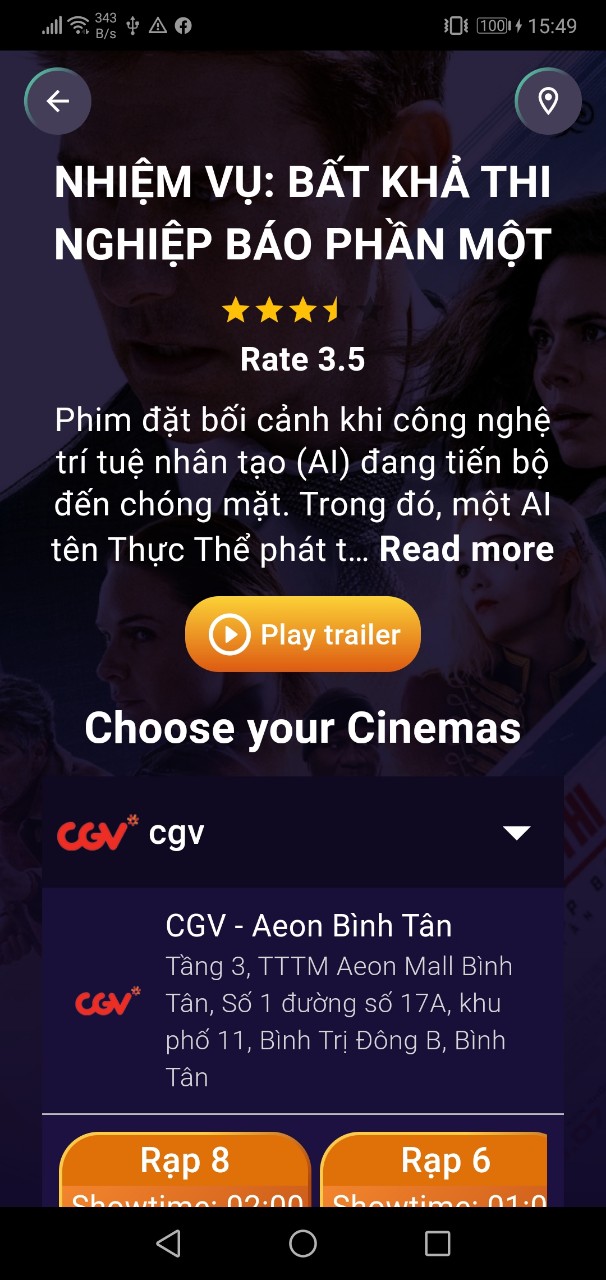 343
B/s
100
15:49
NHIỆM VỤ: BẤT KHẢ THI
NGHIỆP BÁO PHẦN MỘT
Rate 3.5
Phim đặt bối cảnh khi công nghệ
trí tuệ nhân tạo (AI) đang tiến bộ
đến chóng mặt. Trong đó, một AI
tên Thực Thể phát t... Read more
Play trailer
Choose your Cinemas
CGV cgv
CGV - Aeon Bình Tân
Tầng 3, TTTM Aeon Mall Bình
CGV
Tân, Số 1 đường số 17A, khu
phố 11, Bình Trị Đông B, Bình
Tân
Rạp 8
Rạp 6
Showtime: 02:00
Showtime: 01:0